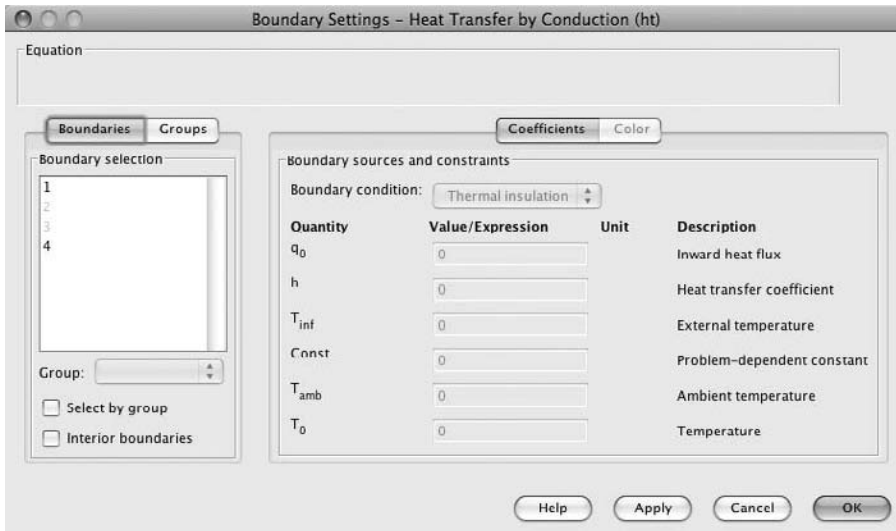 Boundary Settings – Heat Transfer by Conduction (ht)
Equation
Boundaries Groups
Boundary selection
1
2
3
4
Group:
Select by group
Interior boundaries
Coefficients Color
Boundary sources and constraints
Boundary condition: Thermal insulation
Quantity Value/Expression Unit Description
q₀ 0 Inward heat flux
h 0 Heat transfer coefficient
T_inf 0 External temperature
Const 0 Problem-dependent constant
T_amb 0 Ambient temperature
T₀ 0 Temperature
Help Apply Cancel OK